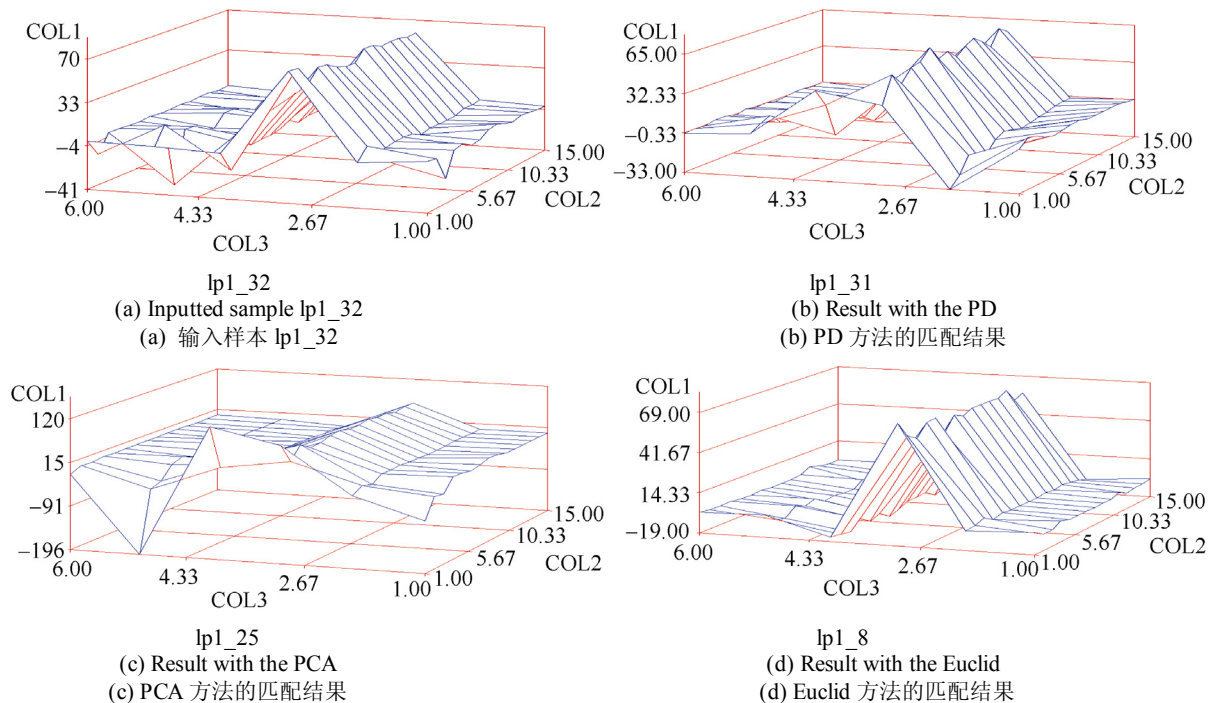 COL1
70
33
−4
−41
6.00
4.33
2.67
1.00
COL3
1.00
5.67
10.33
15.00
COL2
lp1_32
(a) Inputted sample lp1_32
(a) 输入样本 lp1_32
COL1
65.00
32.33
−0.33
−33.00
6.00
4.33
2.67
1.00
COL3
1.00
5.67
10.33
15.00
COL2
lp1_31
(b) Result with the PD
(b) PD 方法的匹配结果
COL1
120
15
−91
−196
6.00
4.33
2.67
1.00
COL3
1.00
5.67
10.33
15.00
COL2
lp1_25
(c) Result with the PCA
(c) PCA 方法的匹配结果
COL1
69.00
41.67
14.33
−19.00
6.00
4.33
2.67
1.00
COL3
1.00
5.67
10.33
15.00
COL2
lp1_8
(d) Result with the Euclid
(d) Euclid 方法的匹配结果